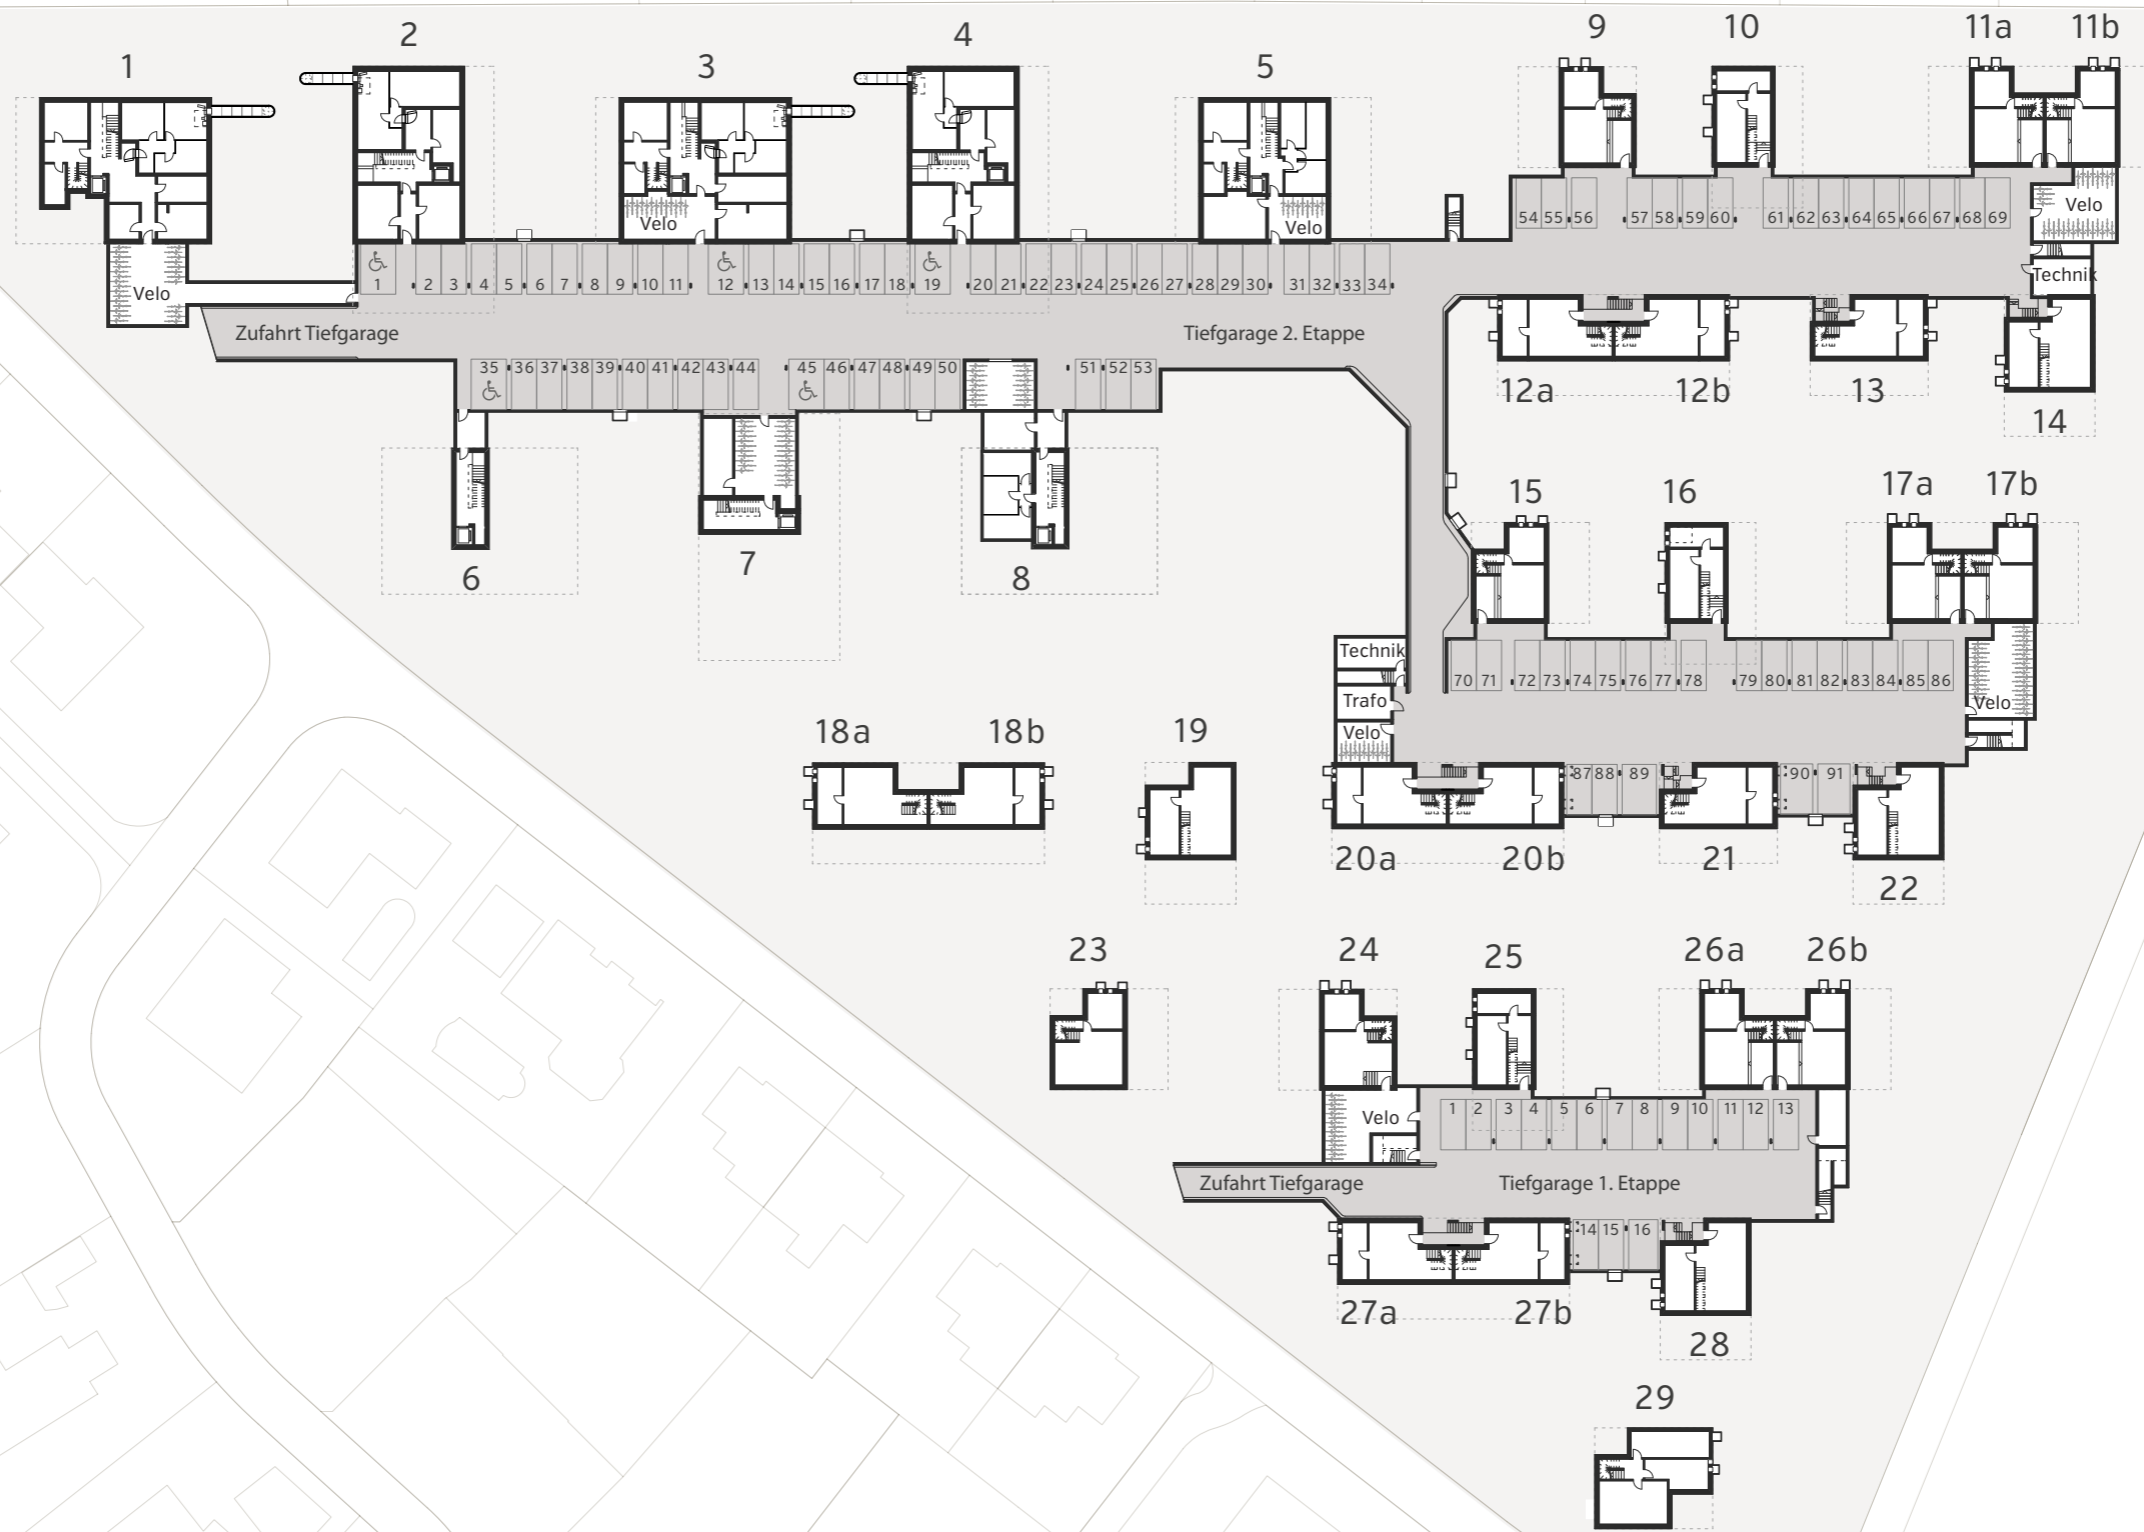 1 2 3 4 5 9 10 11a 11b
Velo Velo Velo
54 55 56 57 58 59 60 61 62 63 64 65 66 67 68 69
1 2 3 4 5 6 7 8 9 10 11 12 13 14 15 16 17 18 19 20 21 22 23 24 25 26 27 28 29 30 31 32 33 34
Technik
Velo
Zufahrt Tiefgarage
Tiefgarage 2. Etappe
35 36 37 38 39 40 41 42 43 44 45 46 47 48 49 50 51 52 53
12a 12b 13 14
6 7 8
15 16 17a 17b
Technik
Trafo
Velo
70 71 72 73 74 75 76 77 78 79 80 81 82 83 84 85 86
Velo
18a 18b 19
87 88 89 90 91
20a 20b 21 22
23 24 25 26a 26b
Velo
1 2 3 4 5 6 7 8 9 10 11 12 13
Zufahrt Tiefgarage
Tiefgarage 1. Etappe
14 15 16
27a 27b 28
29